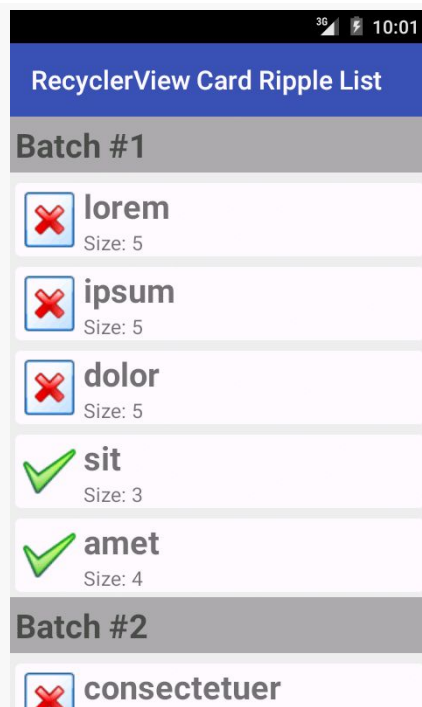 3G 10:01
RecyclerView Card Ripple List
Batch #1
lorem
Size: 5
ipsum
Size: 5
dolor
Size: 5
sit
Size: 3
amet
Size: 4
Batch #2
consectetuer